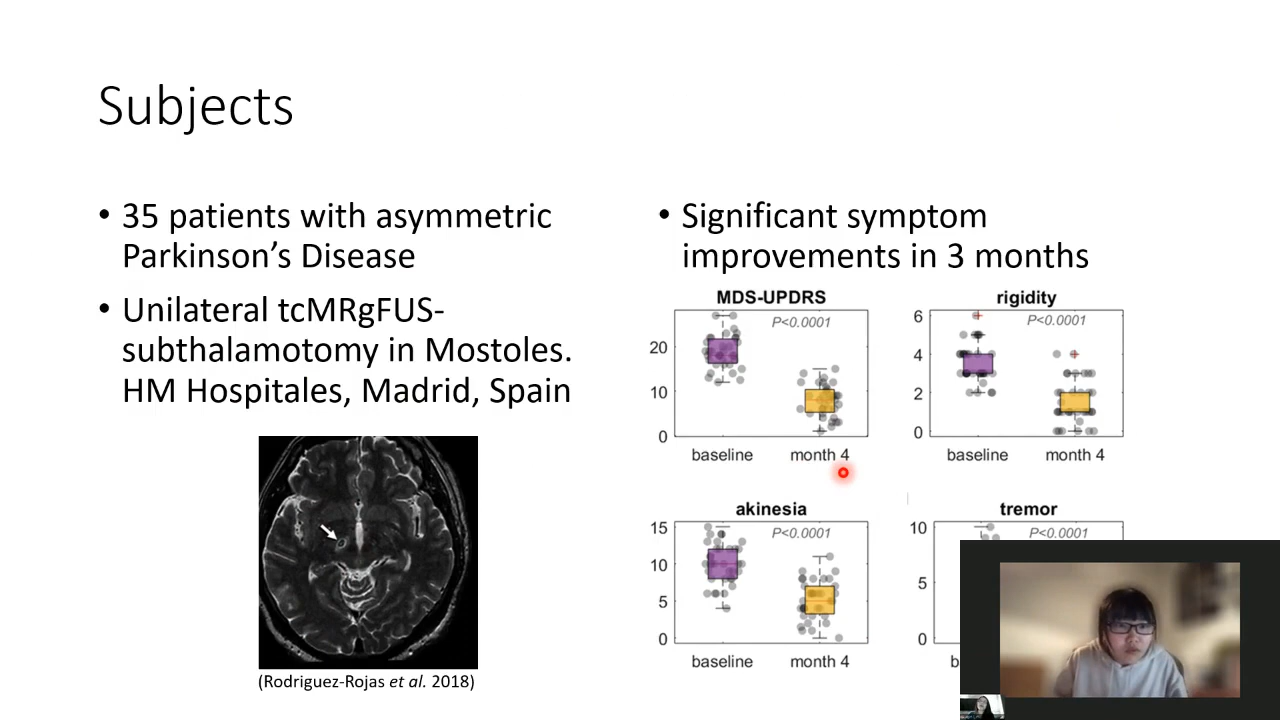 Subjects
• 35 patients with asymmetric
Parkinson’s Disease
• Unilateral tcMRgFUS-
subthalamotomy in Mostoles.
HM Hospitales, Madrid, Spain
(Rodriguez-Rojas et al. 2018)
• Significant symptom
improvements in 3 months
MDS-UPDRS
P<0.0001
20
10
0
baseline month 4
rigidity
P<0.0001
6
4
2
0
baseline month 4
akinesia
P<0.0001
15
10
5
0
baseline month 4
tremor
P<0.0001
10
5
0